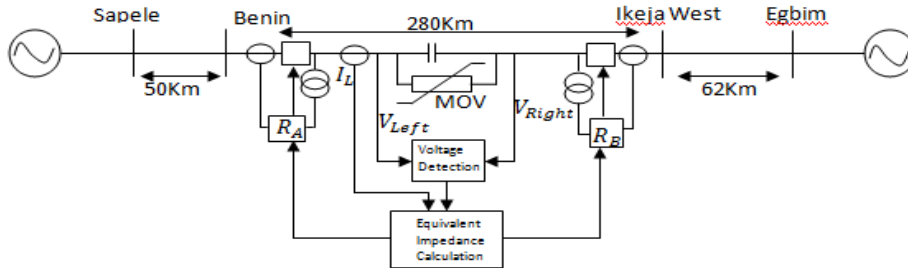 Sapele
Benin
280Km
Ikeja West
Egbim
50Km
I_L
MOV
62Km
V_Left
V_Right
R_A
R_B
Voltage
Detection
Equivalent
Impedance
Calculation